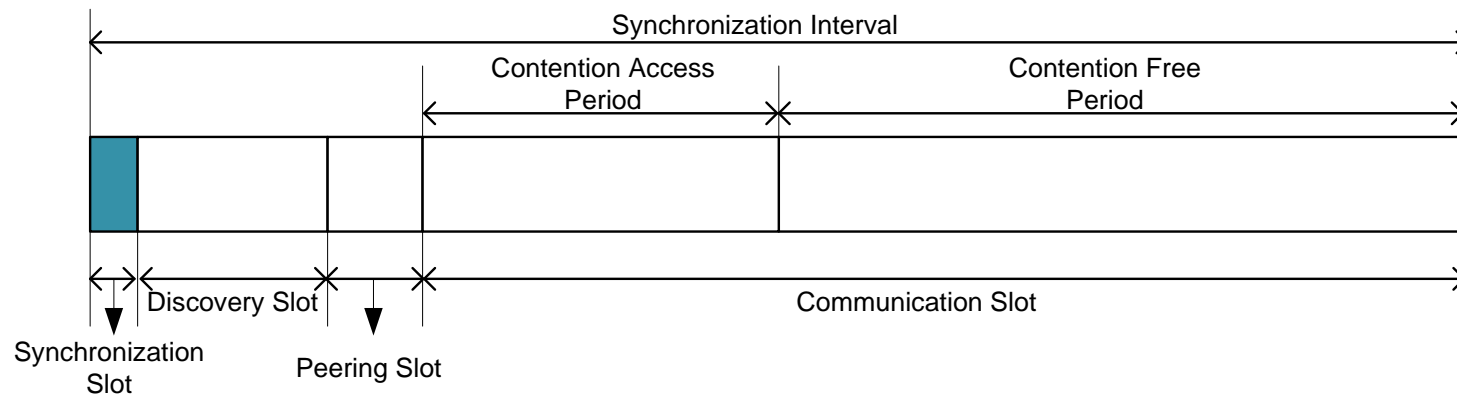 Synchronization Interval
Contention Access
Period
Contention Free
Period
Discovery Slot
Communication Slot
Synchronization
Slot
Peering Slot